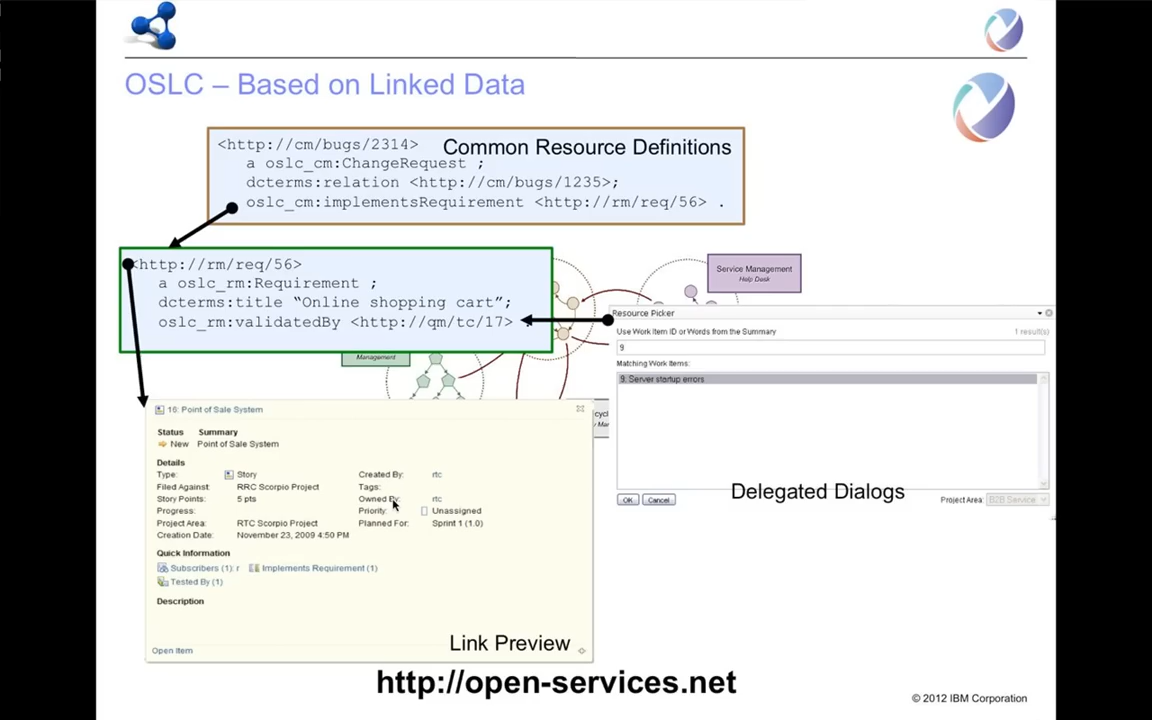 OSLC – Based on Linked Data
<http://cm/bugs/2314>
Common Resource Definitions
a oslc_cm:ChangeRequest ;
dcterms:relation <http://cm/bugs/1235>;
oslc_cm:implementsRequirement <http://rm/req/56> .
<http://rm/req/56>
a oslc_rm:Requirement ;
dcterms:title “Online shopping cart”;
oslc_rm:validatedBy <http://qm/tc/17> .
Service Management
Help Desk
Management
Resource Picker
Use Work Item ID or Words from the Summary
1 result(s)
9
Matching Work Items:
9: Server startup errors
OK Cancel
Delegated Dialogs
Project Area: B2B Service
16: Point of Sale System
Status Summary
New Point of Sale System
Details
Type: Story Created By: rtc
Filed Against: RRC Scorpio Project Tags:
Story Points: 5 pts Owned By: rtc
Progress: Priority: Unassigned
Project Area: RTC Scorpio Project Planned For: Sprint 1 (1.0)
Creation Date: November 23, 2009 4:50 PM
Quick Information
Subscribers (1): r Implements Requirement (1)
Tested By (1)
Description
Link Preview
Open Item
http://open-services.net
© 2012 IBM Corporation